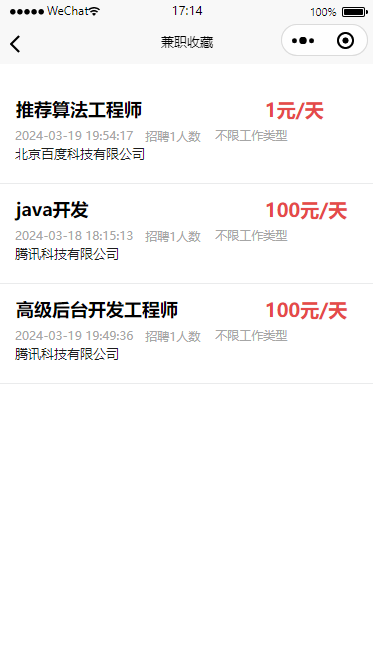 WeChat 17:14 100%
兼职收藏
推荐算法工程师 1元/天
2024-03-19 19:54:17 招聘1人数 不限工作类型
北京百度科技有限公司
java开发 100元/天
2024-03-18 18:15:13 招聘1人数 不限工作类型
腾讯科技有限公司
高级后台开发工程师 100元/天
2024-03-19 19:49:36 招聘1人数 不限工作类型
腾讯科技有限公司